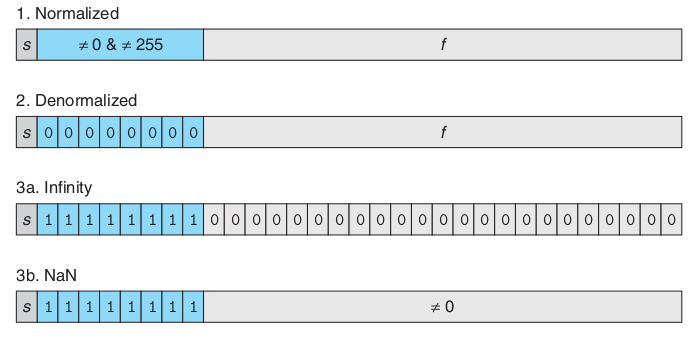 1. Normalized
s ≠ 0 & ≠ 255 f
2. Denormalized
s 0 0 0 0 0 0 0 0 f
3a. Infinity
s 1 1 1 1 1 1 1 1 0 0 0 0 0 0 0 0 0 0 0 0 0 0 0 0 0 0 0 0 0 0 0
3b. NaN
s 1 1 1 1 1 1 1 1 ≠ 0